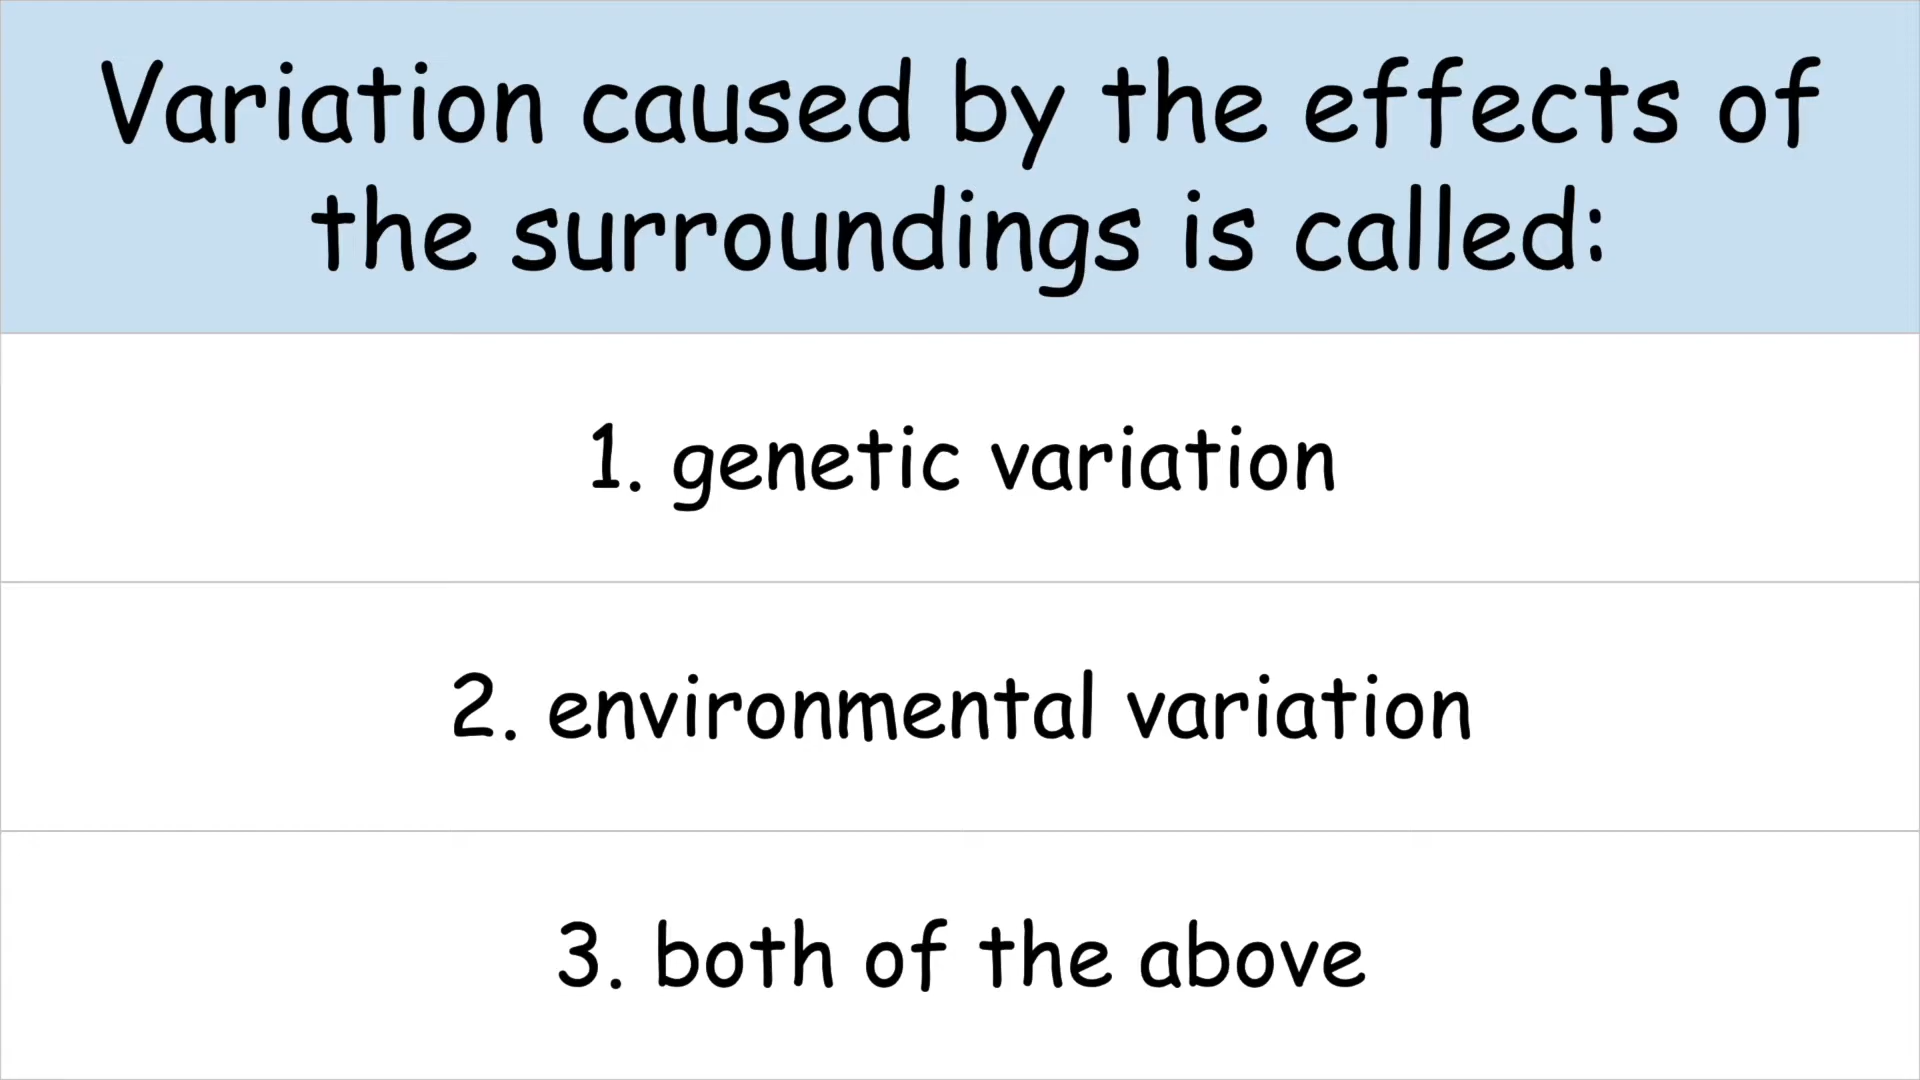 Variation caused by the effects of
the surroundings is called:
1. genetic variation
2. environmental variation
3. both of the above